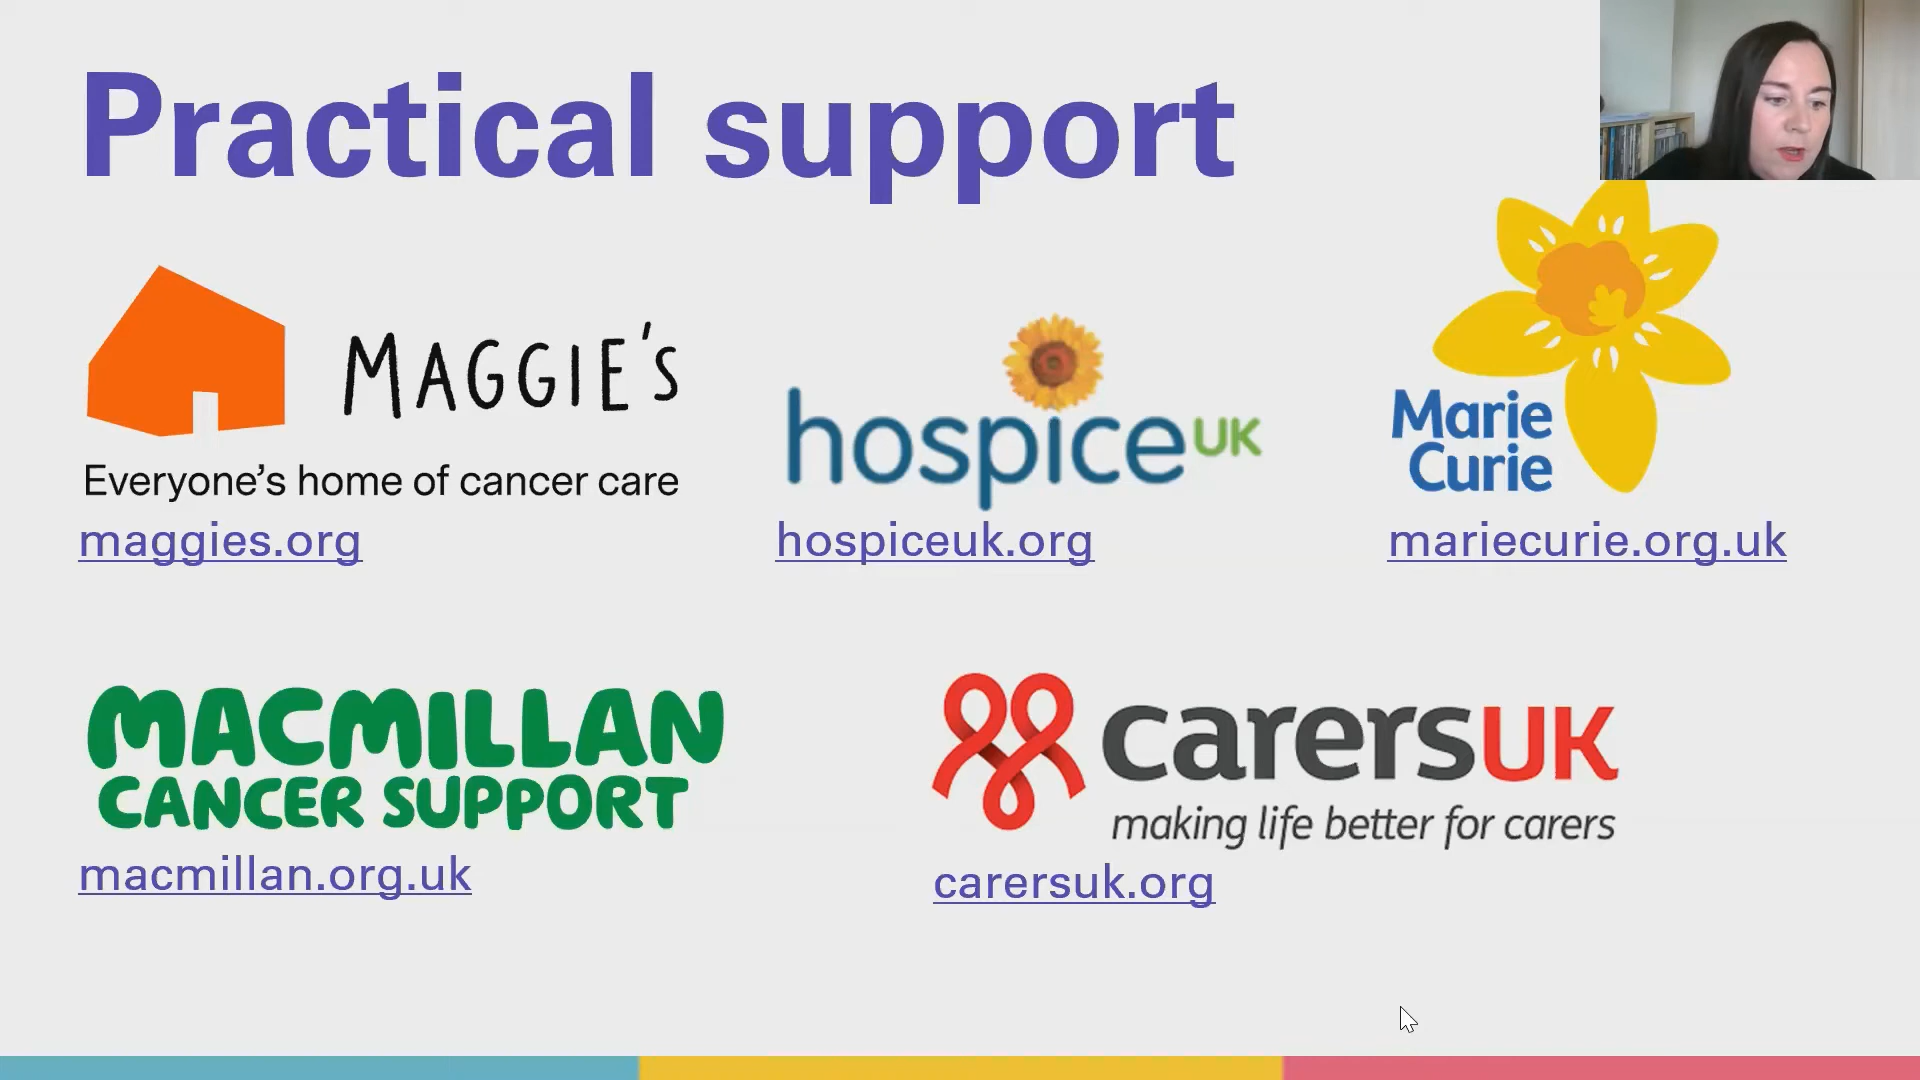 Practical support
MAGGIE'S
Everyone's home of cancer care
maggies.org
hospice UK
hospiceuk.org
Marie
Curie
mariecurie.org.uk
MACMILLAN
CANCER SUPPORT
macmillan.org.uk
carersUK
making life better for carers
carersuk.org